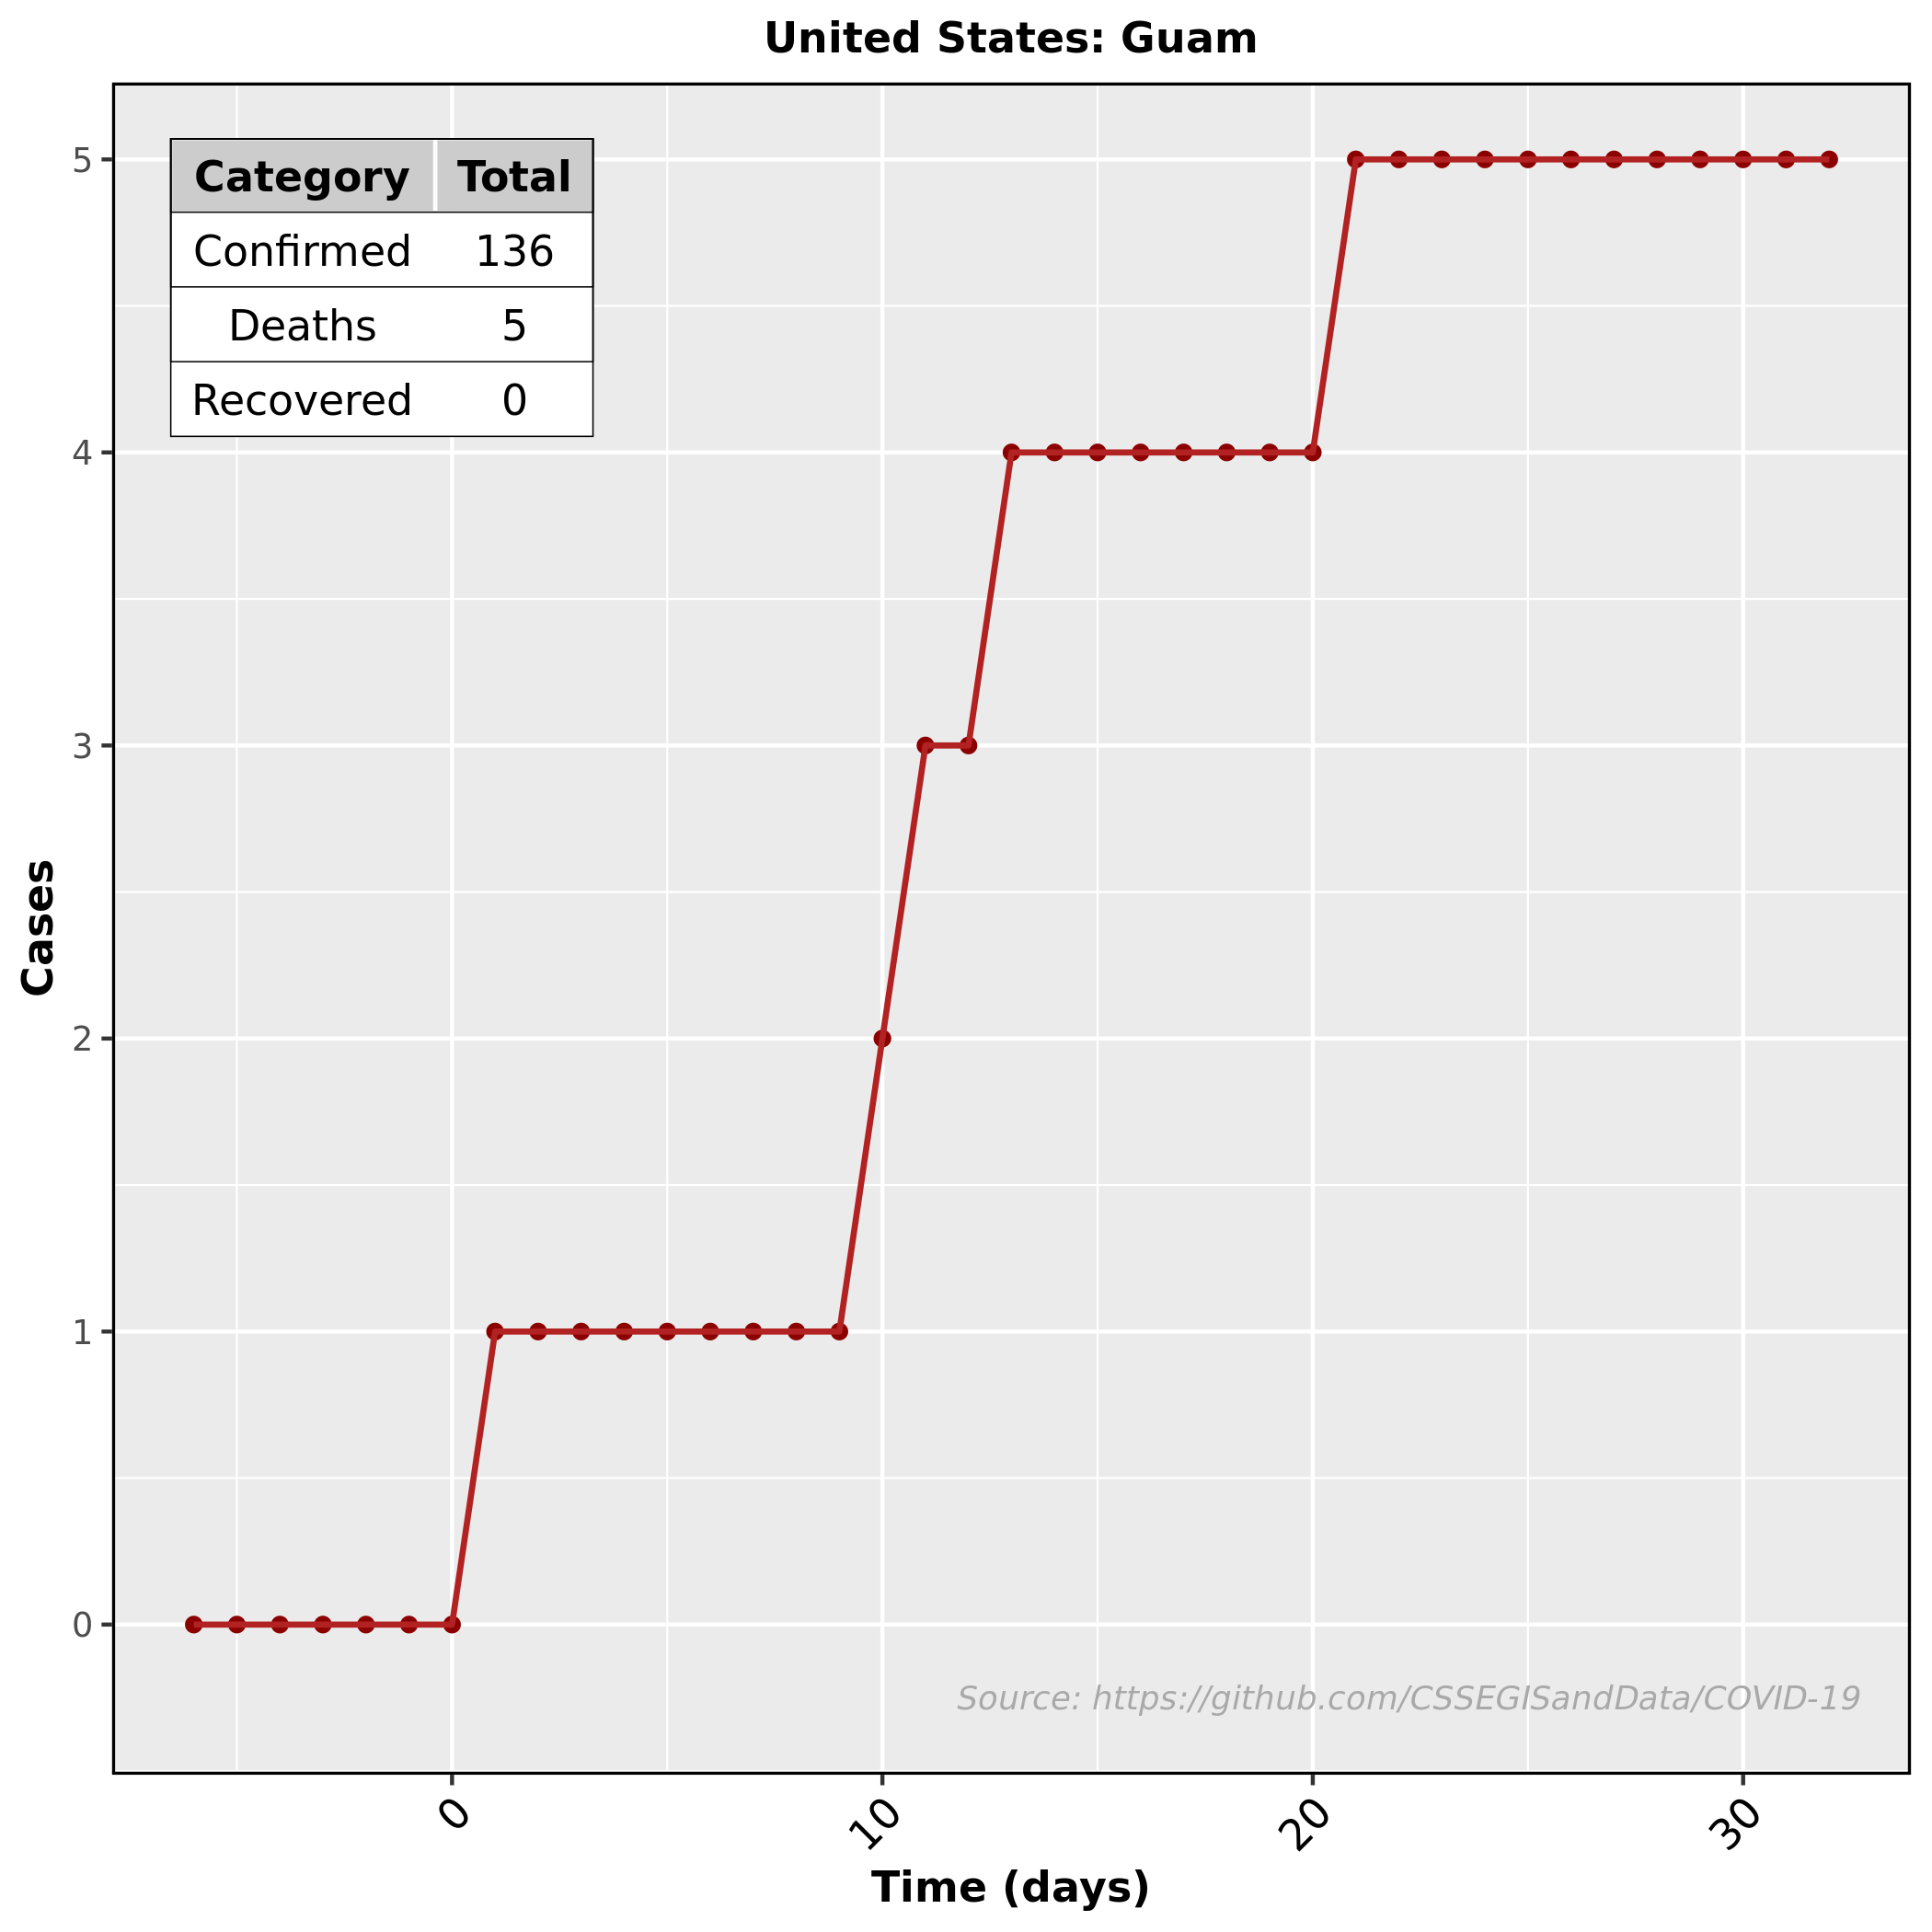 United States: Guam
Category Total
Confirmed 136
Deaths 5
Recovered 0
5
4
3
2
1
0
Cases
Source: https://github.com/CSSEGISandData/COVID-19
0 10 20 30
Time (days)